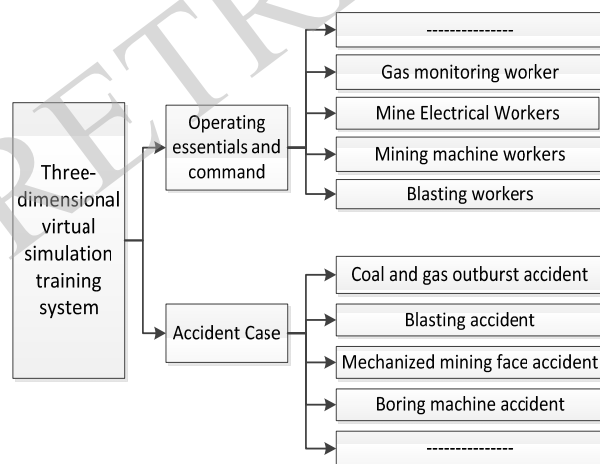 Three-
dimensional
virtual
simulation
training
system
Operating
essentials and
command
Accident Case
---------------
Gas monitoring worker
Mine Electrical Workers
Mining machine workers
Blasting workers
Coal and gas outburst accident
Blasting accident
Mechanized mining face accident
Boring machine accident
---------------
RETR